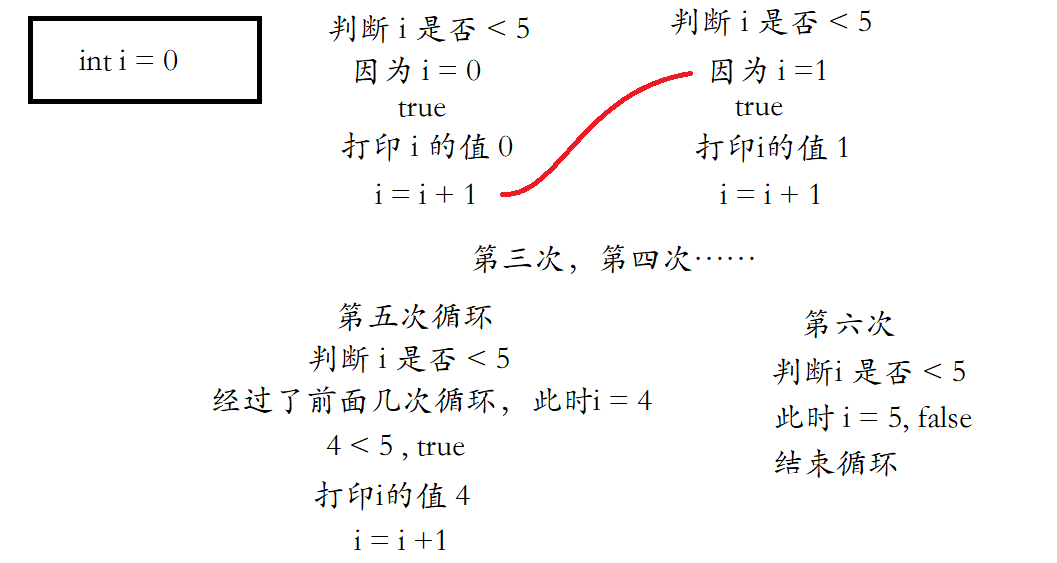 int i = 0
判断 i 是否 < 5
因为 i = 0
true
打印 i 的值 0
i = i + 1
判断 i 是否 < 5
因为 i =1
true
打印i的值 1
i = i + 1
第三次，第四次……
第五次循环
判断 i 是否 < 5
经过了前面几次循环，此时i = 4
4 < 5 , true
打印i的值 4
i = i +1
第六次
判断i 是否 < 5
此时 i = 5, false
结束循环